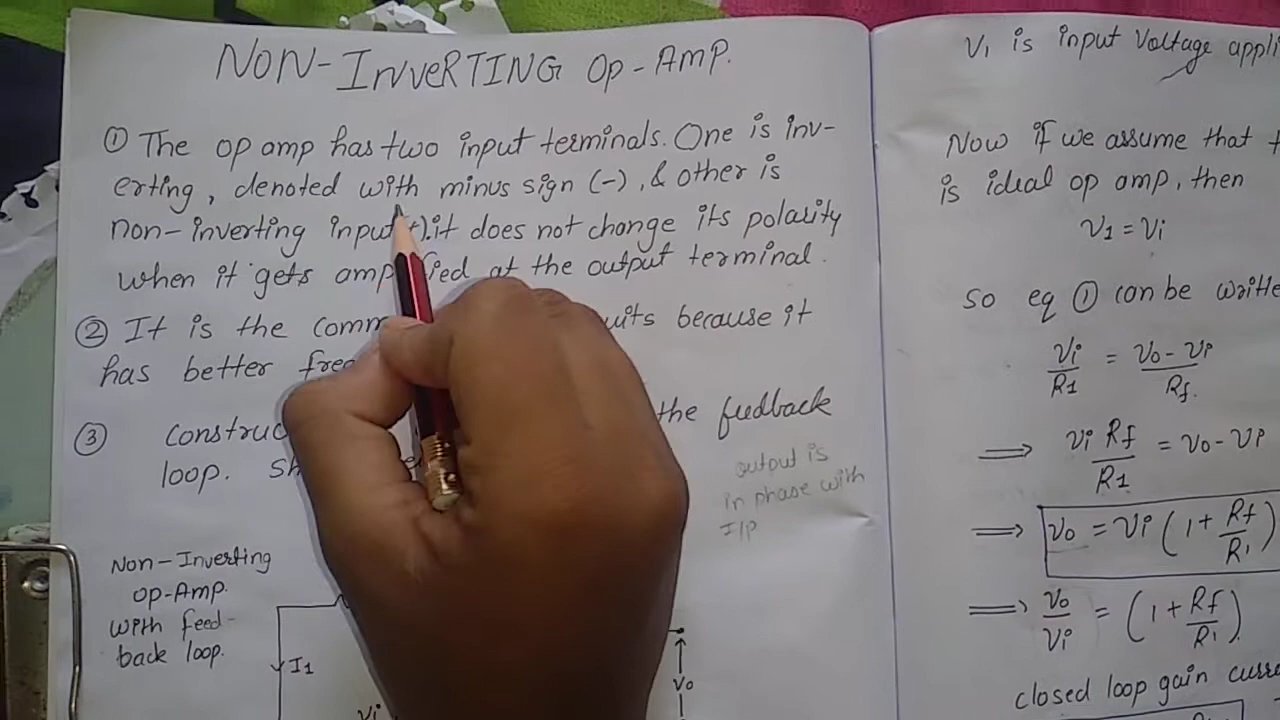 NON-INVERTING OP-AMP.
① The op amp has two input terminals. One is inv-
erting, denoted with minus sign (-), & other is
non-inverting input ). it does not change its polarity
when it gets amp fied at the output terminal.
② It is the comm uits because it
has better fre
③ Construc the feedback
loop. sh
output is
in phase with
I/P
Non-Inverting
op-Amp.
with feed-
back loop.
I1
Vi
Vo
V1 is input voltage appli
Now if we assume that t
is ideal op amp, then
V1 = Vi
So eq ① can be writte
Vi/R1 = Vo - Vi/Rf.
⟹ Vi Rf/R1 = Vo - Vi
⟹ Vo = Vi (1 + Rf/R1)
⟹ Vo/Vi = (1 + Rf/R1)
closed loop gain